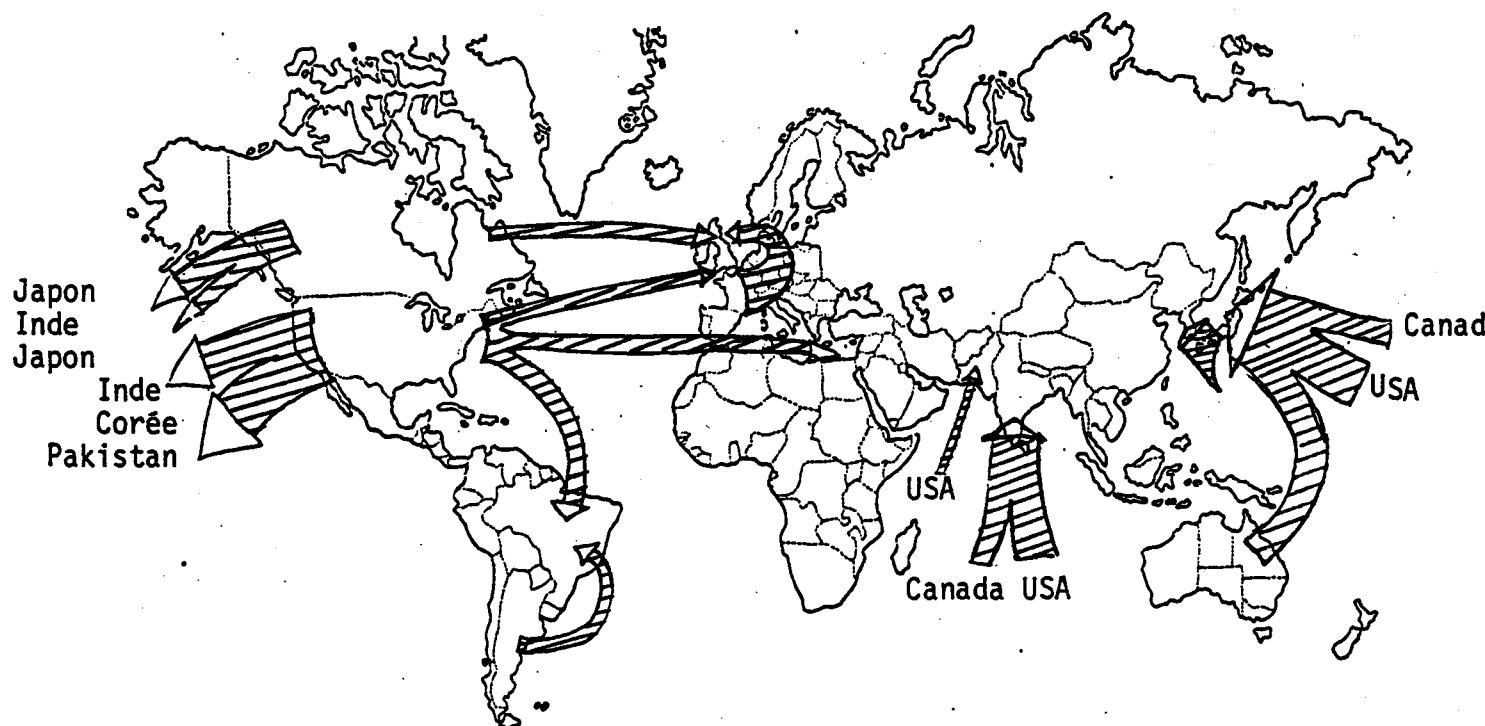 Japon
Inde
Japon
Inde
Corée
Pakistan
Canad
USA
USA
Canada USA